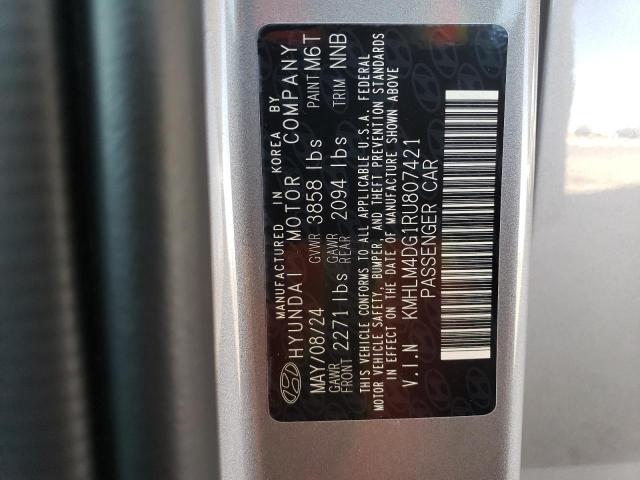 MANUFACTURED IN KOREA BY
HYUNDAI MOTOR COMPANY
MAY/08/24 GVWR 3858 lbs PAINT M6T
GAWR FRONT 2271 lbs GAWR REAR 2094 lbs TRIM NNB
THIS VEHICLE CONFORMS TO ALL APPLICABLE U.S.A. FEDERAL
MOTOR VEHICLE SAFETY, BUMPER, AND THEFT PREVENTION STANDARDS
IN EFFECT ON THE DATE OF MANUFACTURE SHOWN ABOVE
V.I.N KMHLM4DG1RU807421
PASSENGER CAR